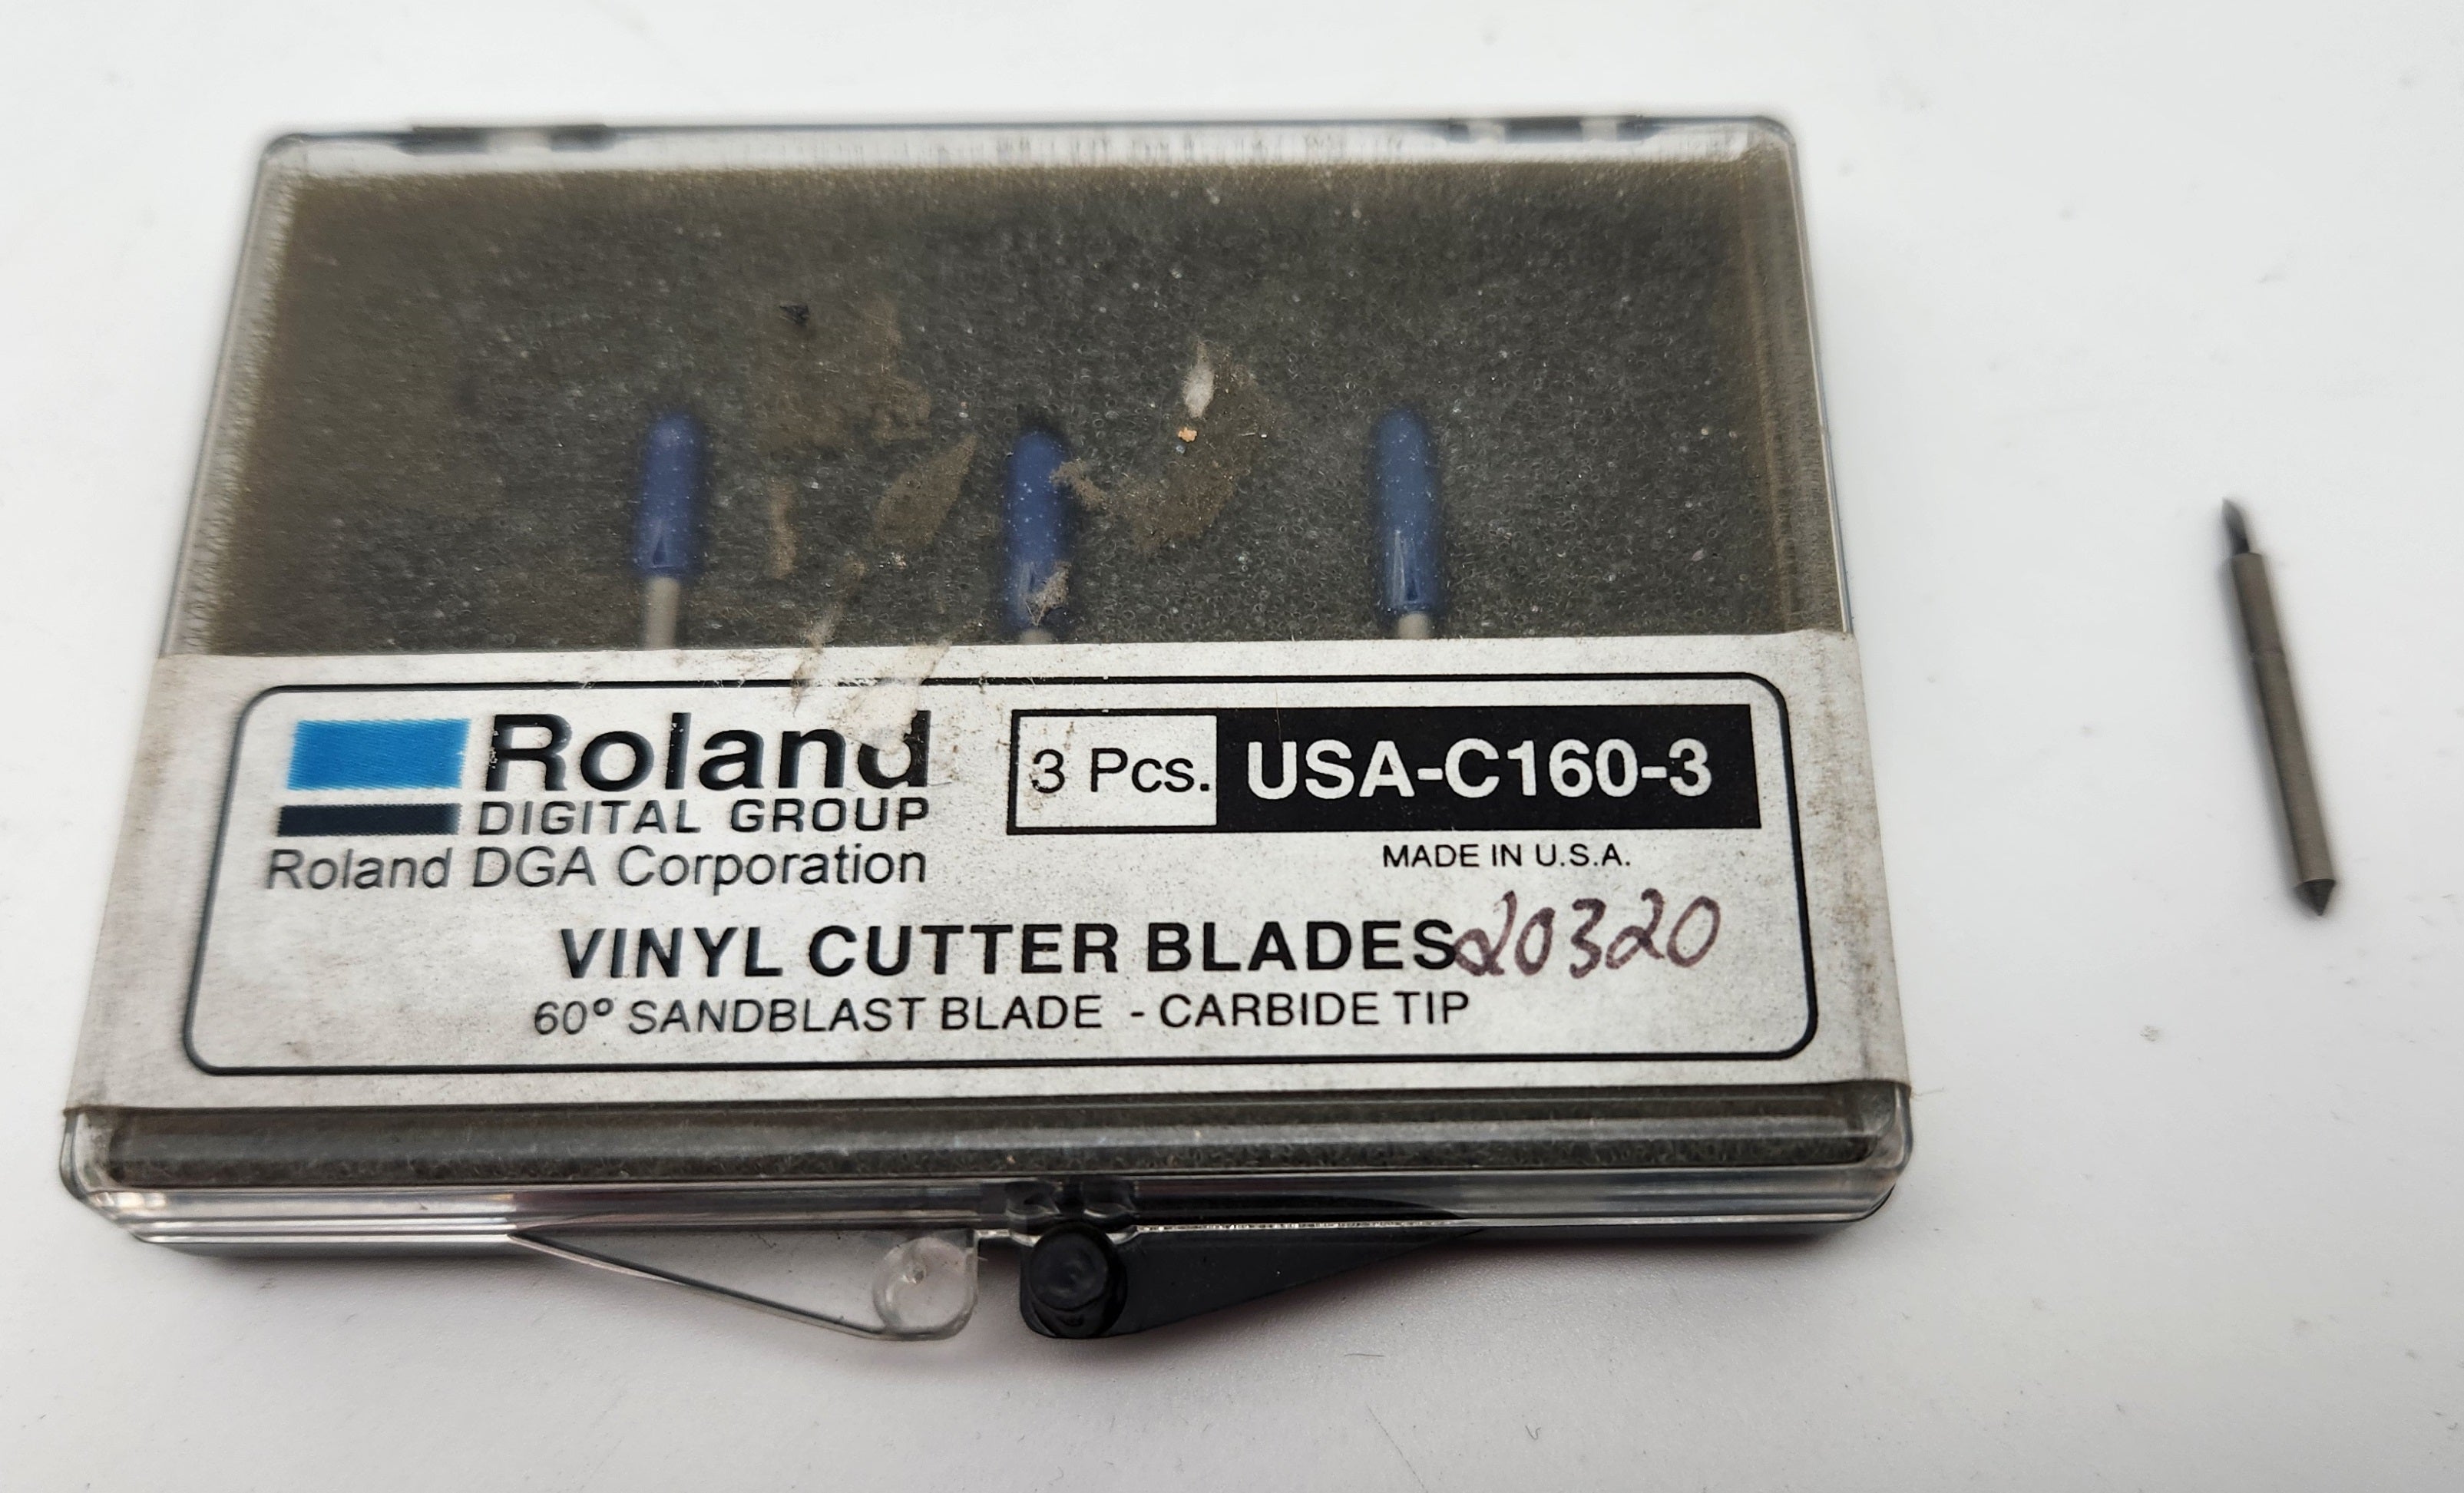 Roland
DIGITAL GROUP
Roland DGA Corporation
3 Pcs. USA-C160-3
MADE IN U.S.A.
VINYL CUTTER BLADES 20320
60° SANDBLAST BLADE - CARBIDE TIP